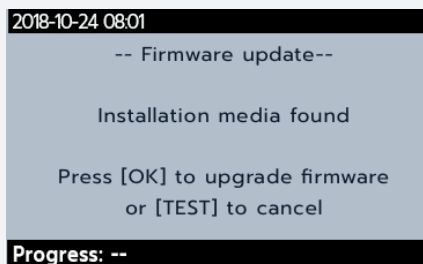 2018-10-24 08:01
-- Firmware update--
Installation media found
Press [OK] to upgrade firmware
or [TEST] to cancel
Progress: --